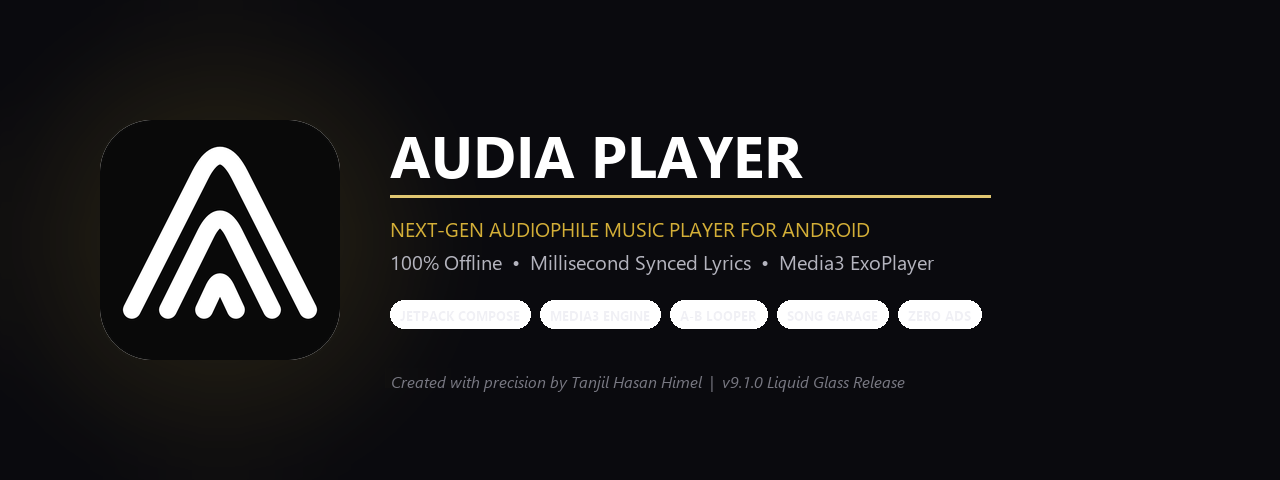 AUDIA PLAYER
NEXT-GEN AUDIOPHILE MUSIC PLAYER FOR ANDROID
100% Offline • Millisecond Synced Lyrics • Media3 ExoPlayer
JETPACK COMPOSE MEDIA3 ENGINE A-B LOOPER SONG GARAGE ZERO ADS
Created with precision by Tanjil Hasan Himel | v9.1.0 Liquid Glass Release